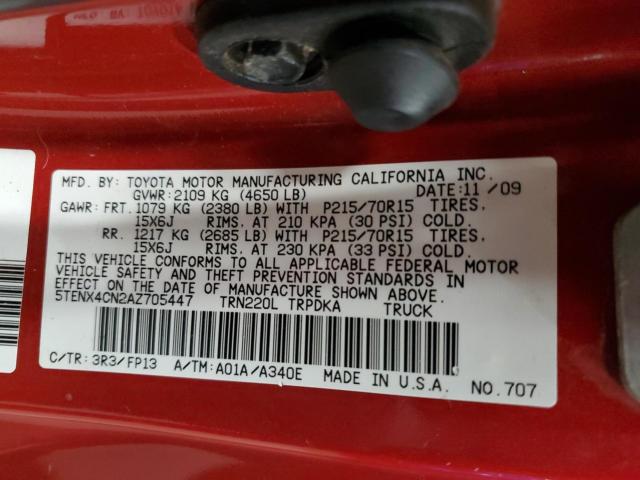 MFD. BY: TOYOTA MOTOR MANUFACTURING CALIFORNIA INC.
GVWR: 2109 KG (4650 LB) DATE: 11/09
GAWR: FRT. 1079 KG (2380 LB) WITH P215/70R15 TIRES.
15X6J RIMS. AT 210 KPA (30 PSI) COLD.
RR. 1217 KG (2685 LB) WITH P215/70R15 TIRES.
15X6J RIMS. AT 230 KPA (33 PSI) COLD.
THIS VEHICLE CONFORMS TO ALL APPLICABLE FEDERAL MOTOR
VEHICLE SAFETY AND THEFT PREVENTION STANDARDS IN
EFFECT ON THE DATE OF MANUFACTURE SHOWN ABOVE.
5TENX4CN2AZ705447 TRN220L TRPDKA TRUCK
C/TR: 3R3/FP13 A/TM: A01A/A340E MADE IN U.S.A. NO. 707